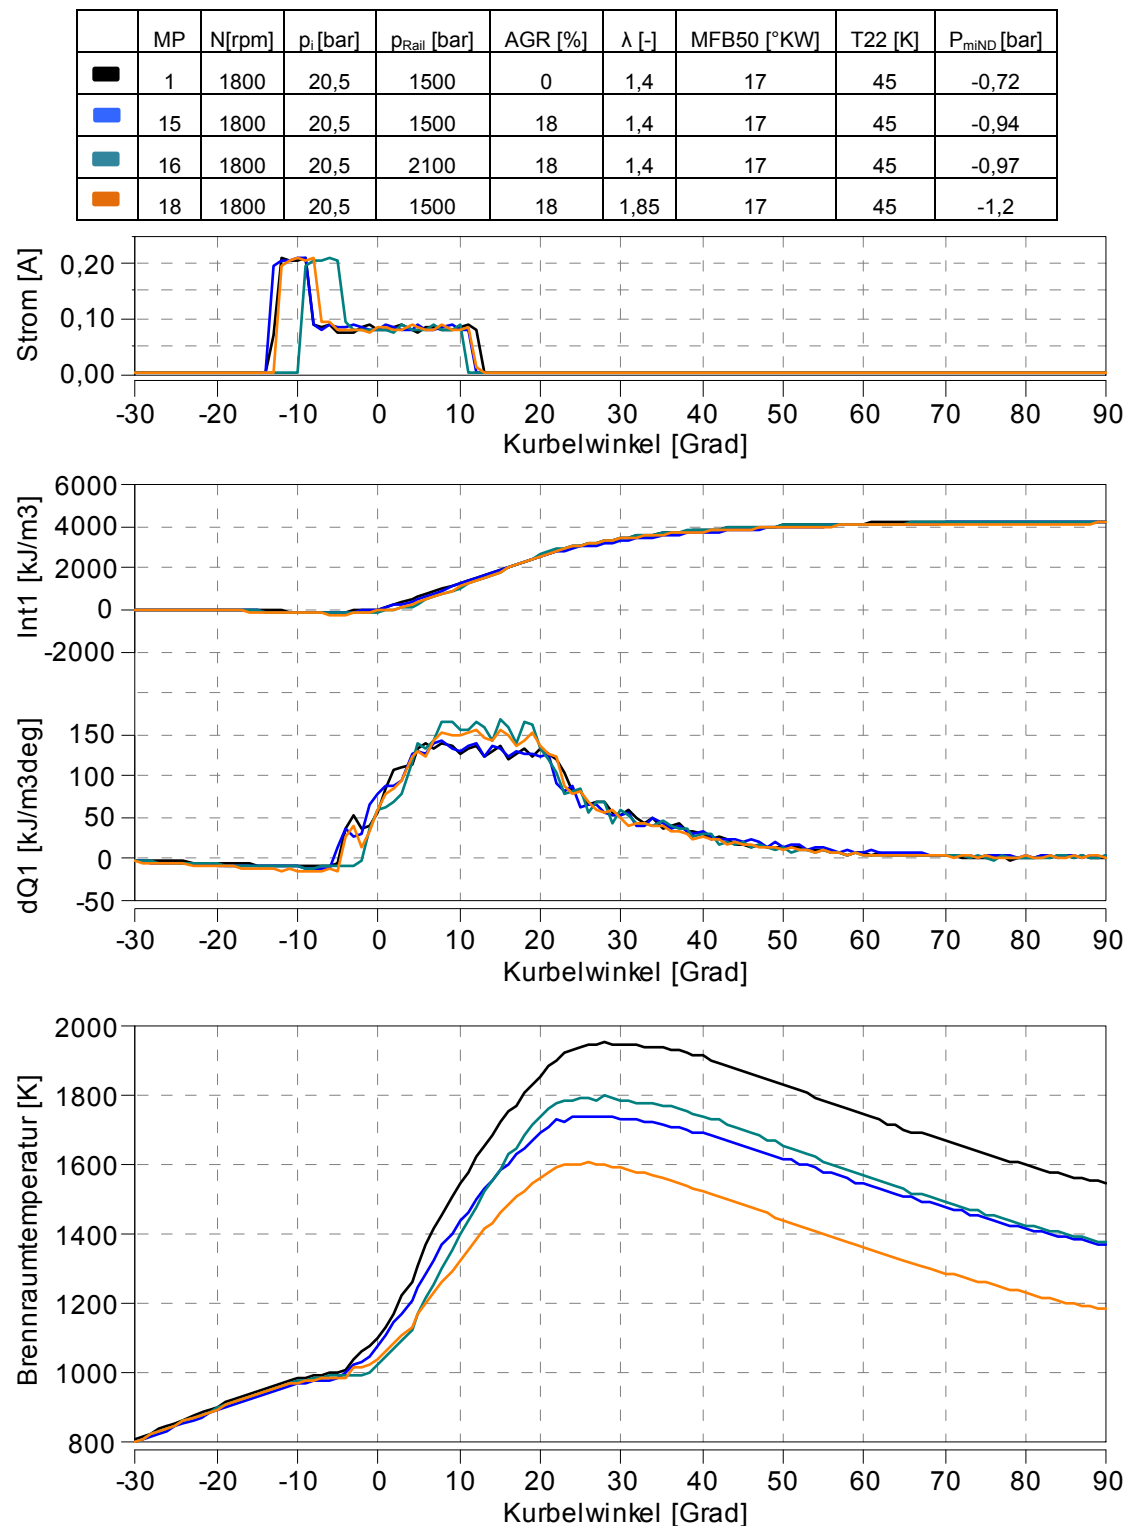 MP N[rpm] pi [bar] pRail [bar] AGR [%] λ [-] MFB50 [°KW] T22 [K] PmiND [bar]
1 1800 20,5 1500 0 1,4 17 45 -0,72
15 1800 20,5 1500 18 1,4 17 45 -0,94
16 1800 20,5 2100 18 1,4 17 45 -0,97
18 1800 20,5 1500 18 1,85 17 45 -1,2
Strom [A]
0,20
0,10
0,00
-30 -20 -10 0 10 20 30 40 50 60 70 80 90
Kurbelwinkel [Grad]
Int1 [kJ/m3]
6000
4000
2000
0
-2000
dQ1 [kJ/m3deg]
150
100
50
0
-50
-30 -20 -10 0 10 20 30 40 50 60 70 80 90
Kurbelwinkel [Grad]
Brennraumtemperatur [K]
2000
1800
1600
1400
1200
1000
800
-30 -20 -10 0 10 20 30 40 50 60 70 80 90
Kurbelwinkel [Grad]